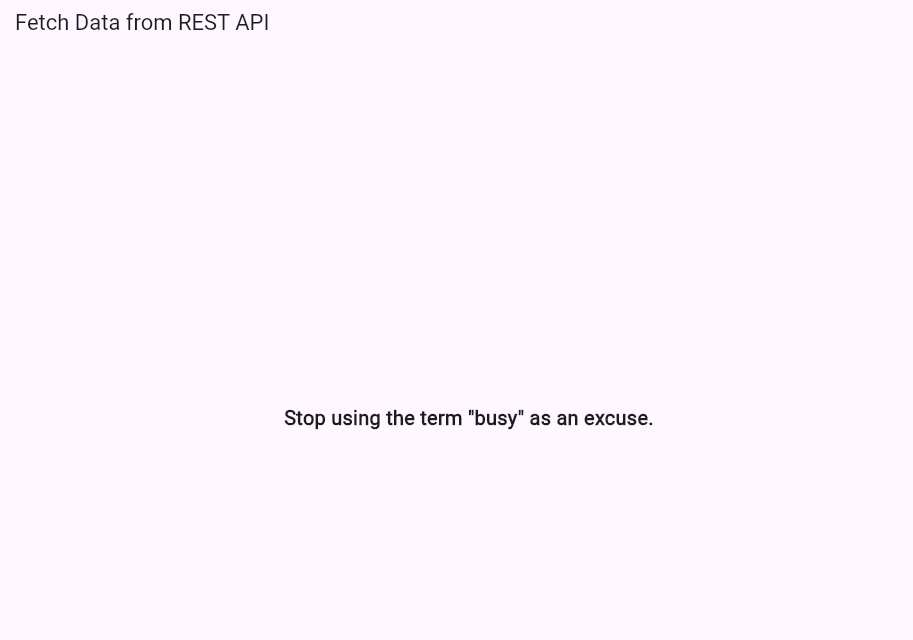 Fetch Data from REST API
Stop using the term "busy" as an excuse.